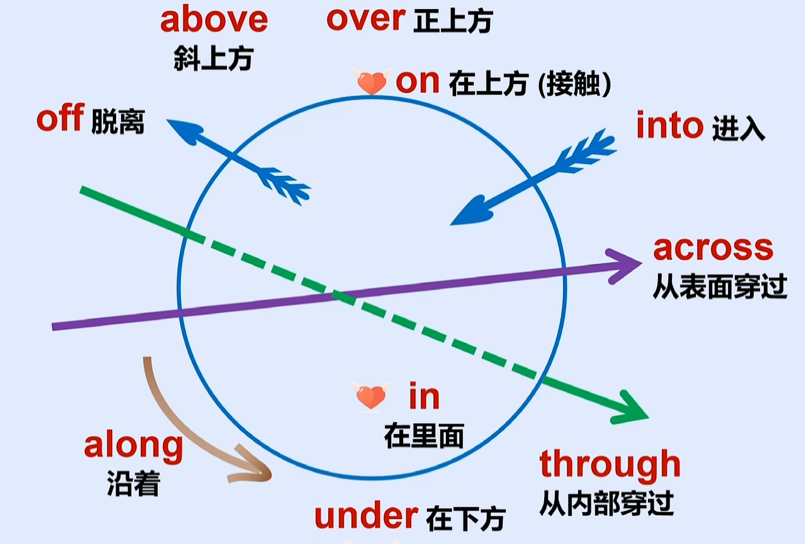 above
斜上方
over 正上方
on 在上方 (接触）
off 脱离
into 进入
across
从表面穿过
in
在里面
along
沿着
through
从内部穿过
under 在下方